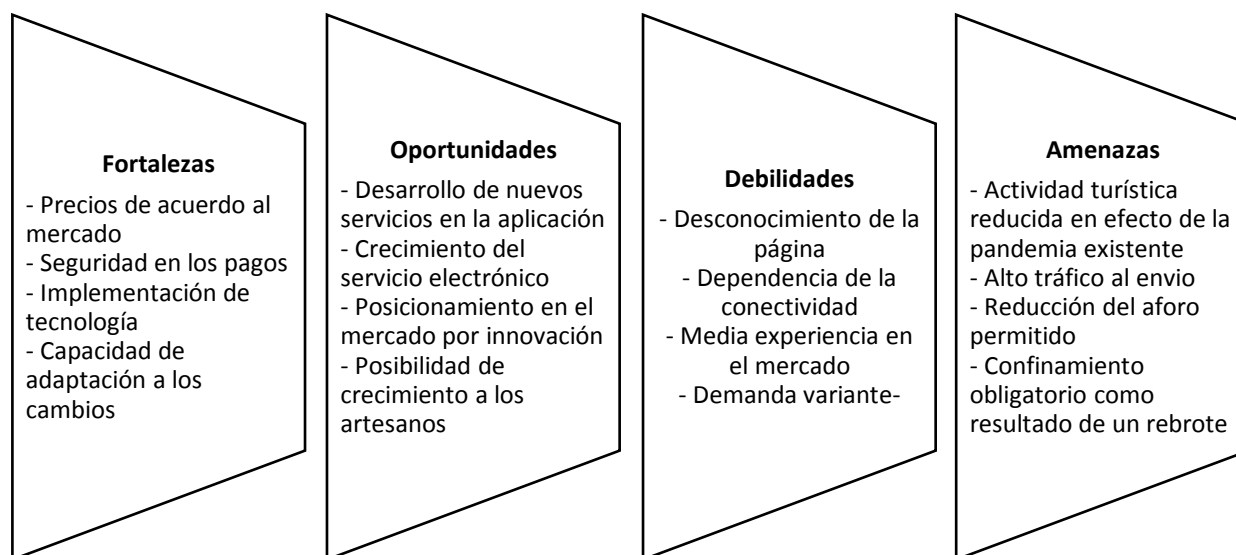 Fortalezas
- Precios de acuerdo al
mercado
- Seguridad en los pagos
- Implementación de
tecnología
- Capacidad de
adaptación a los
cambios
Oportunidades
- Desarrollo de nuevos
servicios en la aplicación
- Crecimiento del
servicio electrónico
- Posicionamiento en el
mercado por innovación
- Posibilidad de
crecimiento a los
artesanos
Debilidades
- Desconocimiento de la
página
- Dependencia de la
conectividad
- Media experiencia en
el mercado
- Demanda variante-
Amenazas
- Actividad turística
reducida en efecto de la
pandemia existente
- Alto tráfico al envio
- Reducción del aforo
permitido
- Confinamiento
obligatorio como
resultado de un rebrote